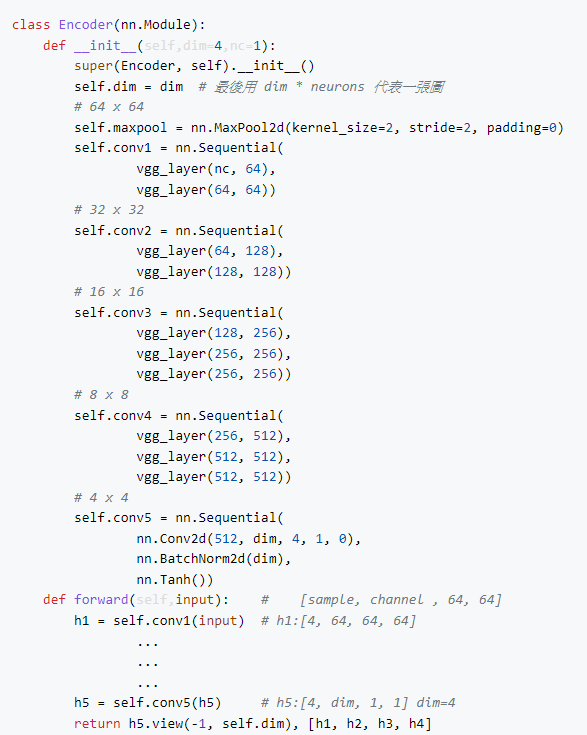 class Encoder(nn.Module):
    def __init__(self,dim=4,nc=1):
        super(Encoder, self).__init__()
        self.dim = dim  # 最後用 dim * neurons 代表一張圖
        # 64 x 64
        self.maxpool = nn.MaxPool2d(kernel_size=2, stride=2, padding=0)
        self.conv1 = nn.Sequential(
                vgg_layer(nc, 64),
                vgg_layer(64, 64))
        # 32 x 32
        self.conv2 = nn.Sequential(
                vgg_layer(64, 128),
                vgg_layer(128, 128))
        # 16 x 16
        self.conv3 = nn.Sequential(
                vgg_layer(128, 256),
                vgg_layer(256, 256),
                vgg_layer(256, 256))
        # 8 x 8
        self.conv4 = nn.Sequential(
                vgg_layer(256, 512),
                vgg_layer(512, 512),
                vgg_layer(512, 512))
        # 4 x 4
        self.conv5 = nn.Sequential(
                nn.Conv2d(512, dim, 4, 1, 0),
                nn.BatchNorm2d(dim),
                nn.Tanh())
    def forward(self,input):    #    [sample, channel , 64, 64]
        h1 = self.conv1(input)  # h1:[4, 64, 64, 64]
                ...
                ...
                ...
        h5 = self.conv5(h5)     # h5:[4, dim, 1, 1] dim=4
        return h5.view(-1, self.dim), [h1, h2, h3, h4]